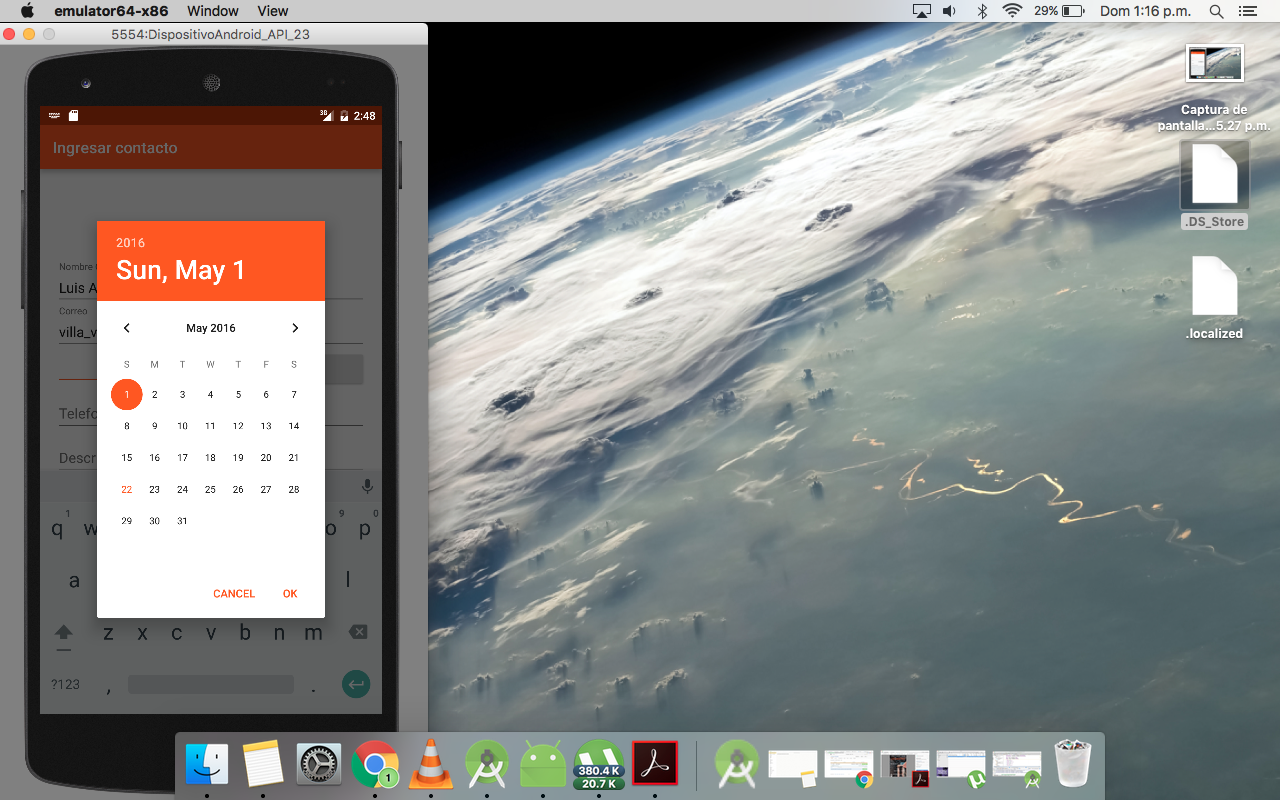 emulator64-x86 Window View 29% Dom 1:16 p.m.
5554:DispositivoAndroid_API_23
3G 2:48
Ingresar contacto
2016
Sun, May 1
Nombre
Luis A
Correo
villa_v
May 2016
S M T W T F S
1 2 3 4 5 6 7
8 9 10 11 12 13 14
15 16 17 18 19 20 21
22 23 24 25 26 27 28
29 30 31
Telefo
Descr
CANCEL OK
1 9 0
q w o p
a l
z x c v b n m
?123 , .
Captura de
pantalla...5.27 p.m.
.DS_Store
.localized
1
380.4 K
20.7 K